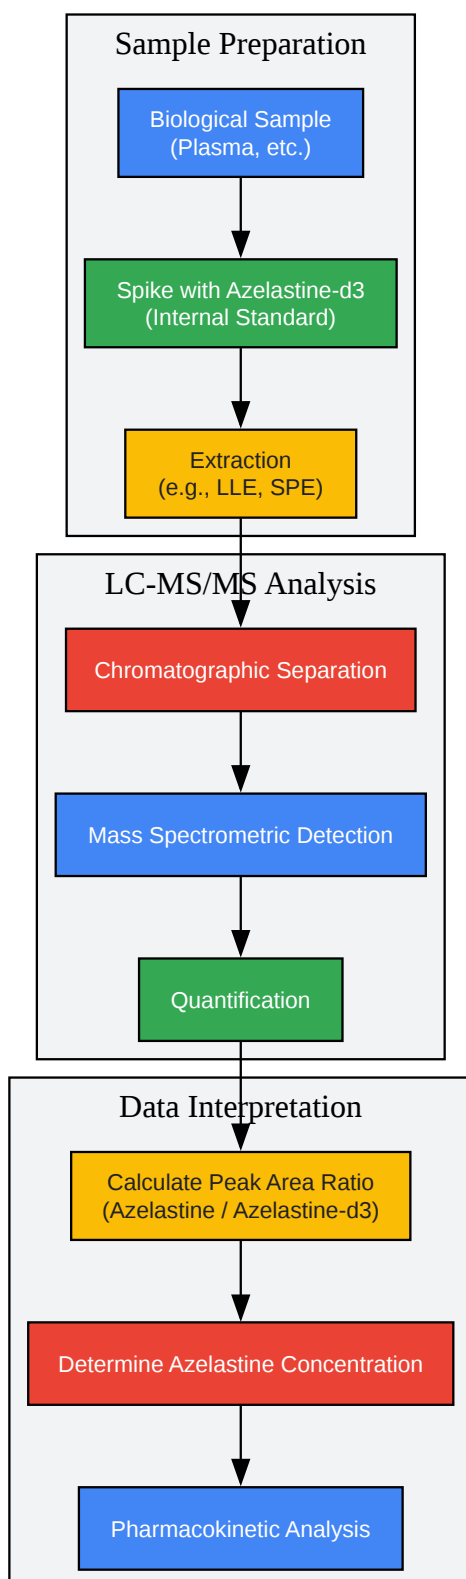 Sample Preparation
Biological Sample
(Plasma, etc.)
Spike with Azelastine-d3
(Internal Standard)
Extraction
(e.g., LLE, SPE)
LC-MS/MS Analysis
Chromatographic Separation
Mass Spectrometric Detection
Quantification
Data Interpretation
Calculate Peak Area Ratio
(Azelastine / Azelastine-d3)
Determine Azelastine Concentration
Pharmacokinetic Analysis